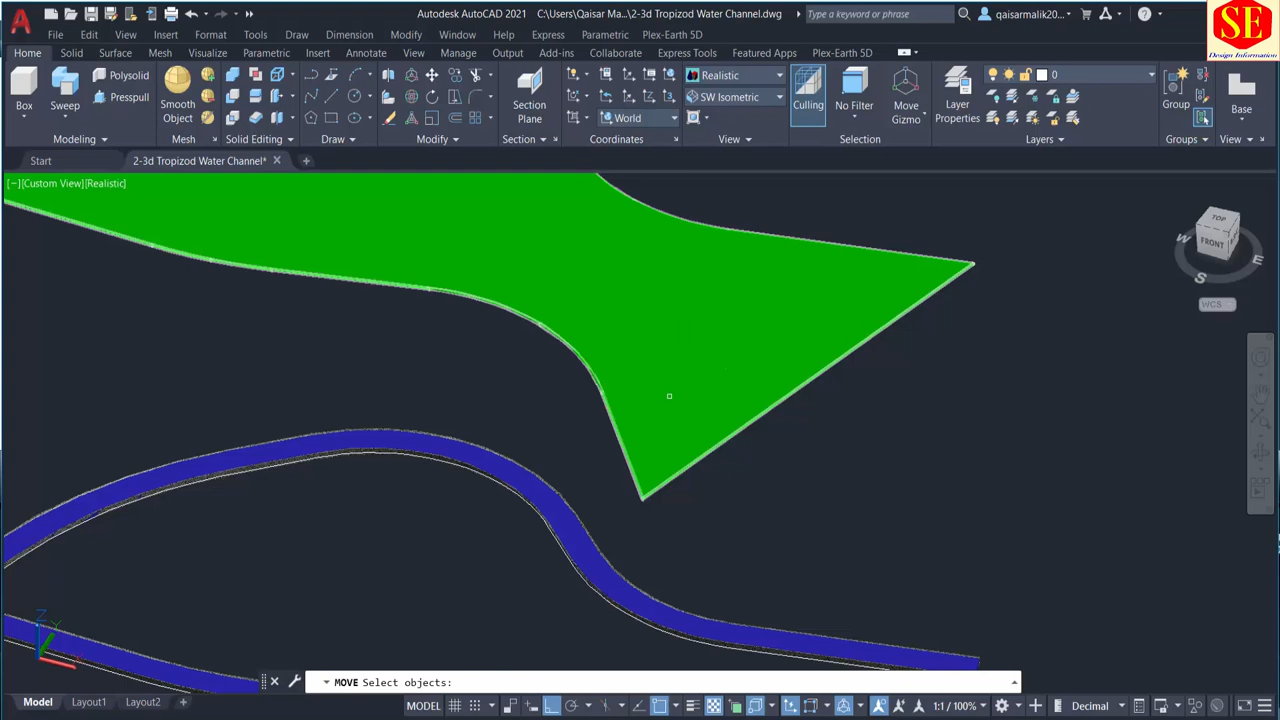 Autodesk AutoCAD 2021 C:\Users\Qaisar Ma...\2-3d Tropizod Water Channel.dwg
Type a keyword or phrase
qaisarmalik20...
SE
Design Information
File Edit View Insert Format Tools Draw Dimension Modify Window Help Express Parametric Plex-Earth 5D
Home Solid Surface Mesh Visualize Parametric Insert Annotate View Manage Output Add-ins Collaborate Express Tools Featured Apps Plex-Earth 5D
Box
Sweep
Polysolid
Presspull
Smooth
Object
Section
Plane
World
Realistic
SW Isometric
Culling
No Filter
Move
Gizmo
Layer
Properties
0
Group
Base
Modeling Mesh Solid Editing Draw Modify Section Coordinates View Selection Layers Groups View
Start
2-3d Tropizod Water Channel*
[−][Custom View][Realistic]
TOP
FRONT
W
S
E
WCS
Z
Y
MOVE Select objects:
Model Layout1 Layout2
MODEL
1:1 / 100%
Decimal